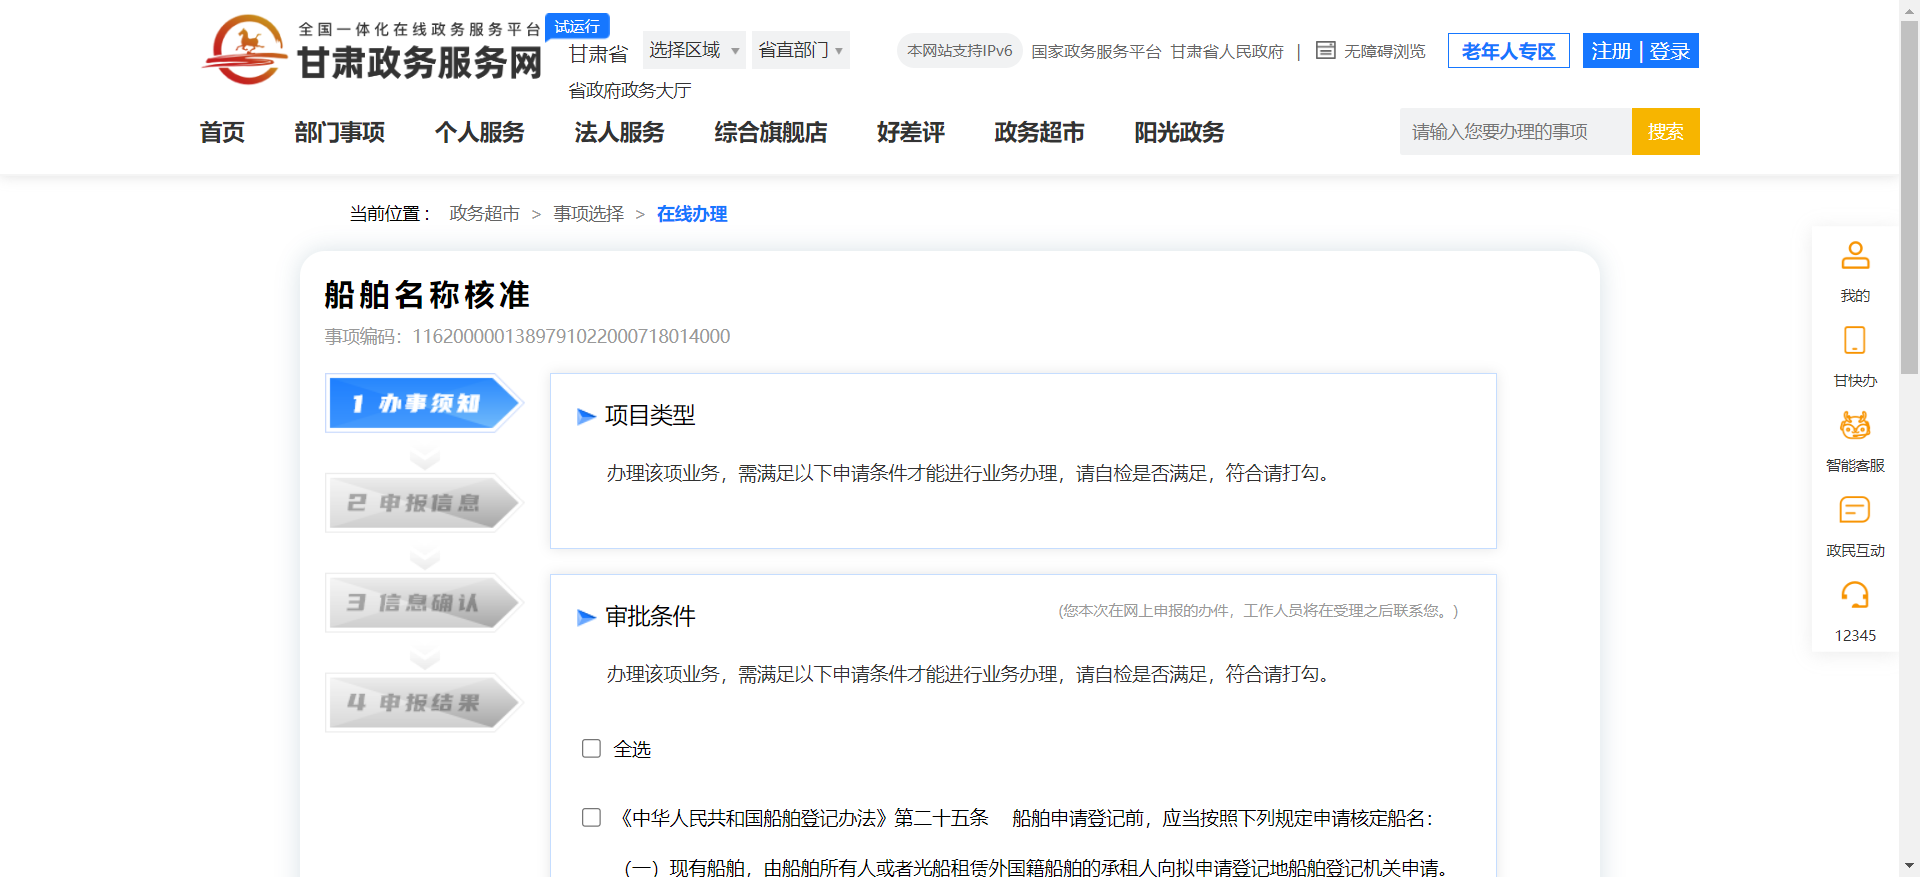 全国一体化在线政务服务平台
甘肃政务服务网
试运行
甘肃省
选择区域
省直部门
省政府政务大厅
本网站支持IPv6
国家政务服务平台
甘肃省人民政府
|
无障碍浏览
老年人专区
注册 | 登录
首页
部门事项
个人服务
法人服务
综合旗舰店
好差评
政务超市
阳光政务
请输入您要办理的事项
搜索
当前位置： 政务超市 > 事项选择 > 在线办理
船舶名称核准
事项编码：11620000013897910220007180​14000
1 办事须知
2 申报信息
3 信息确认
4 申报结果
项目类型
办理该项业务，需满足以下申请条件才能进行业务办理，请自检是否满足，符合请打勾。
审批条件
(您本次在网上申报的办件，工作人员将在受理之后联系您。)
办理该项业务，需满足以下申请条件才能进行业务办理，请自检是否满足，符合请打勾。
全选
《中华人民共和国船舶登记办法》第二十五条 船舶申请登记前，应当按照下列规定申请核定船名：
（一）现有船舶，由船舶所有人或者光船租赁外国籍船舶的承租人向拟申请登记地船舶登记机关申请。
我的
甘快办
智能客服
政民互动
12345